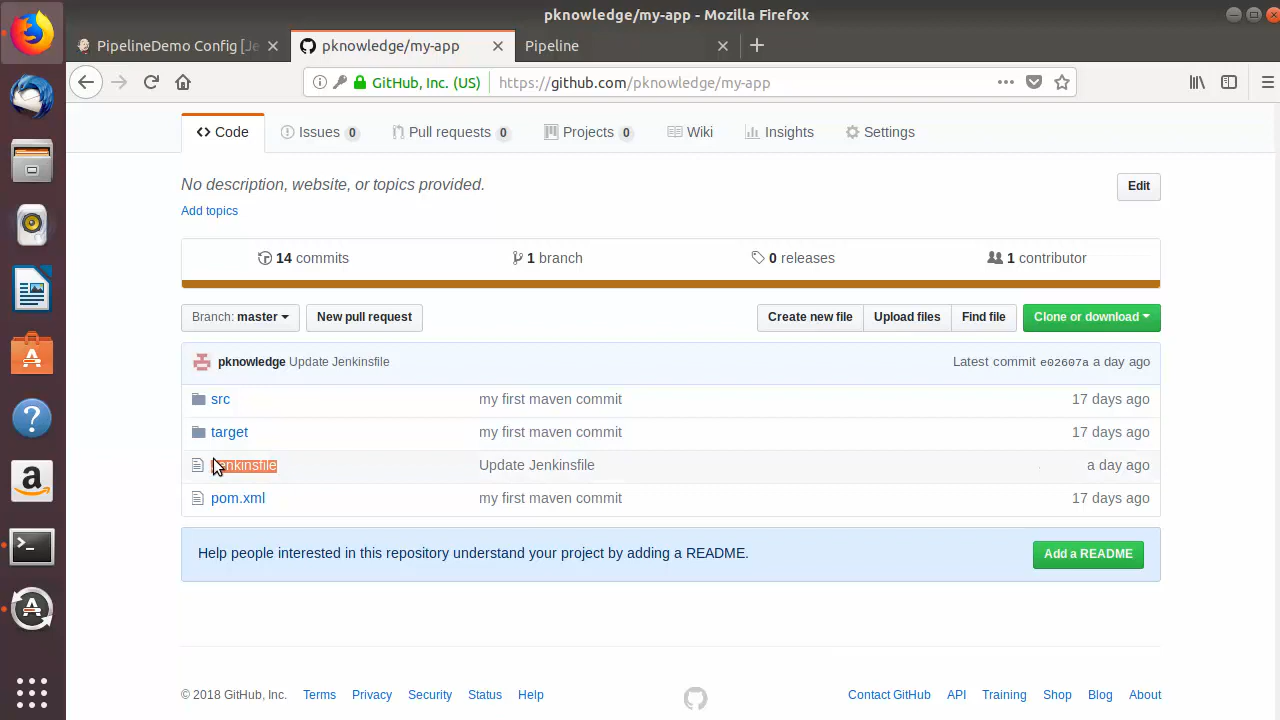 pknowledge/my-app - Mozilla Firefox
PipelineDemo Config [Je
pknowledge/my-app
Pipeline
GitHub, Inc. (US)
https://github.com/pknowledge/my-app
Code
Issues 0
Pull requests 0
Projects 0
Wiki
Insights
Settings
No description, website, or topics provided.
Edit
Add topics
14 commits
1 branch
0 releases
1 contributor
Branch: master
New pull request
Create new file
Upload files
Find file
Clone or download
pknowledge Update Jenkinsfile
Latest commit e02607a a day ago
src my first maven commit 17 days ago
target my first maven commit 17 days ago
Jenkinsfile Update Jenkinsfile a day ago
pom.xml my first maven commit 17 days ago
Help people interested in this repository understand your project by adding a README.
Add a README
© 2018 GitHub, Inc.
Terms
Privacy
Security
Status
Help
Contact GitHub
API
Training
Shop
Blog
About